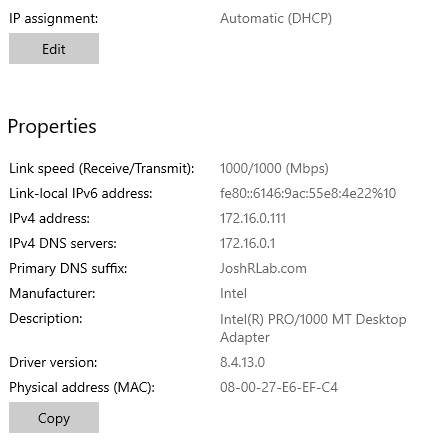 IP assignment: Automatic (DHCP)
Edit
Properties
Link speed (Receive/Transmit): 1000/1000 (Mbps)
Link-local IPv6 address: fe80::6146:9ac:55e8:4e22%10
IPv4 address: 172.16.0.111
IPv4 DNS servers: 172.16.0.1
Primary DNS suffix: JoshRLab.com
Manufacturer: Intel
Description: Intel(R) PRO/1000 MT Desktop
Adapter
Driver version: 8.4.13.0
Physical address (MAC): 08-00-27-E6-EF-C4
Copy